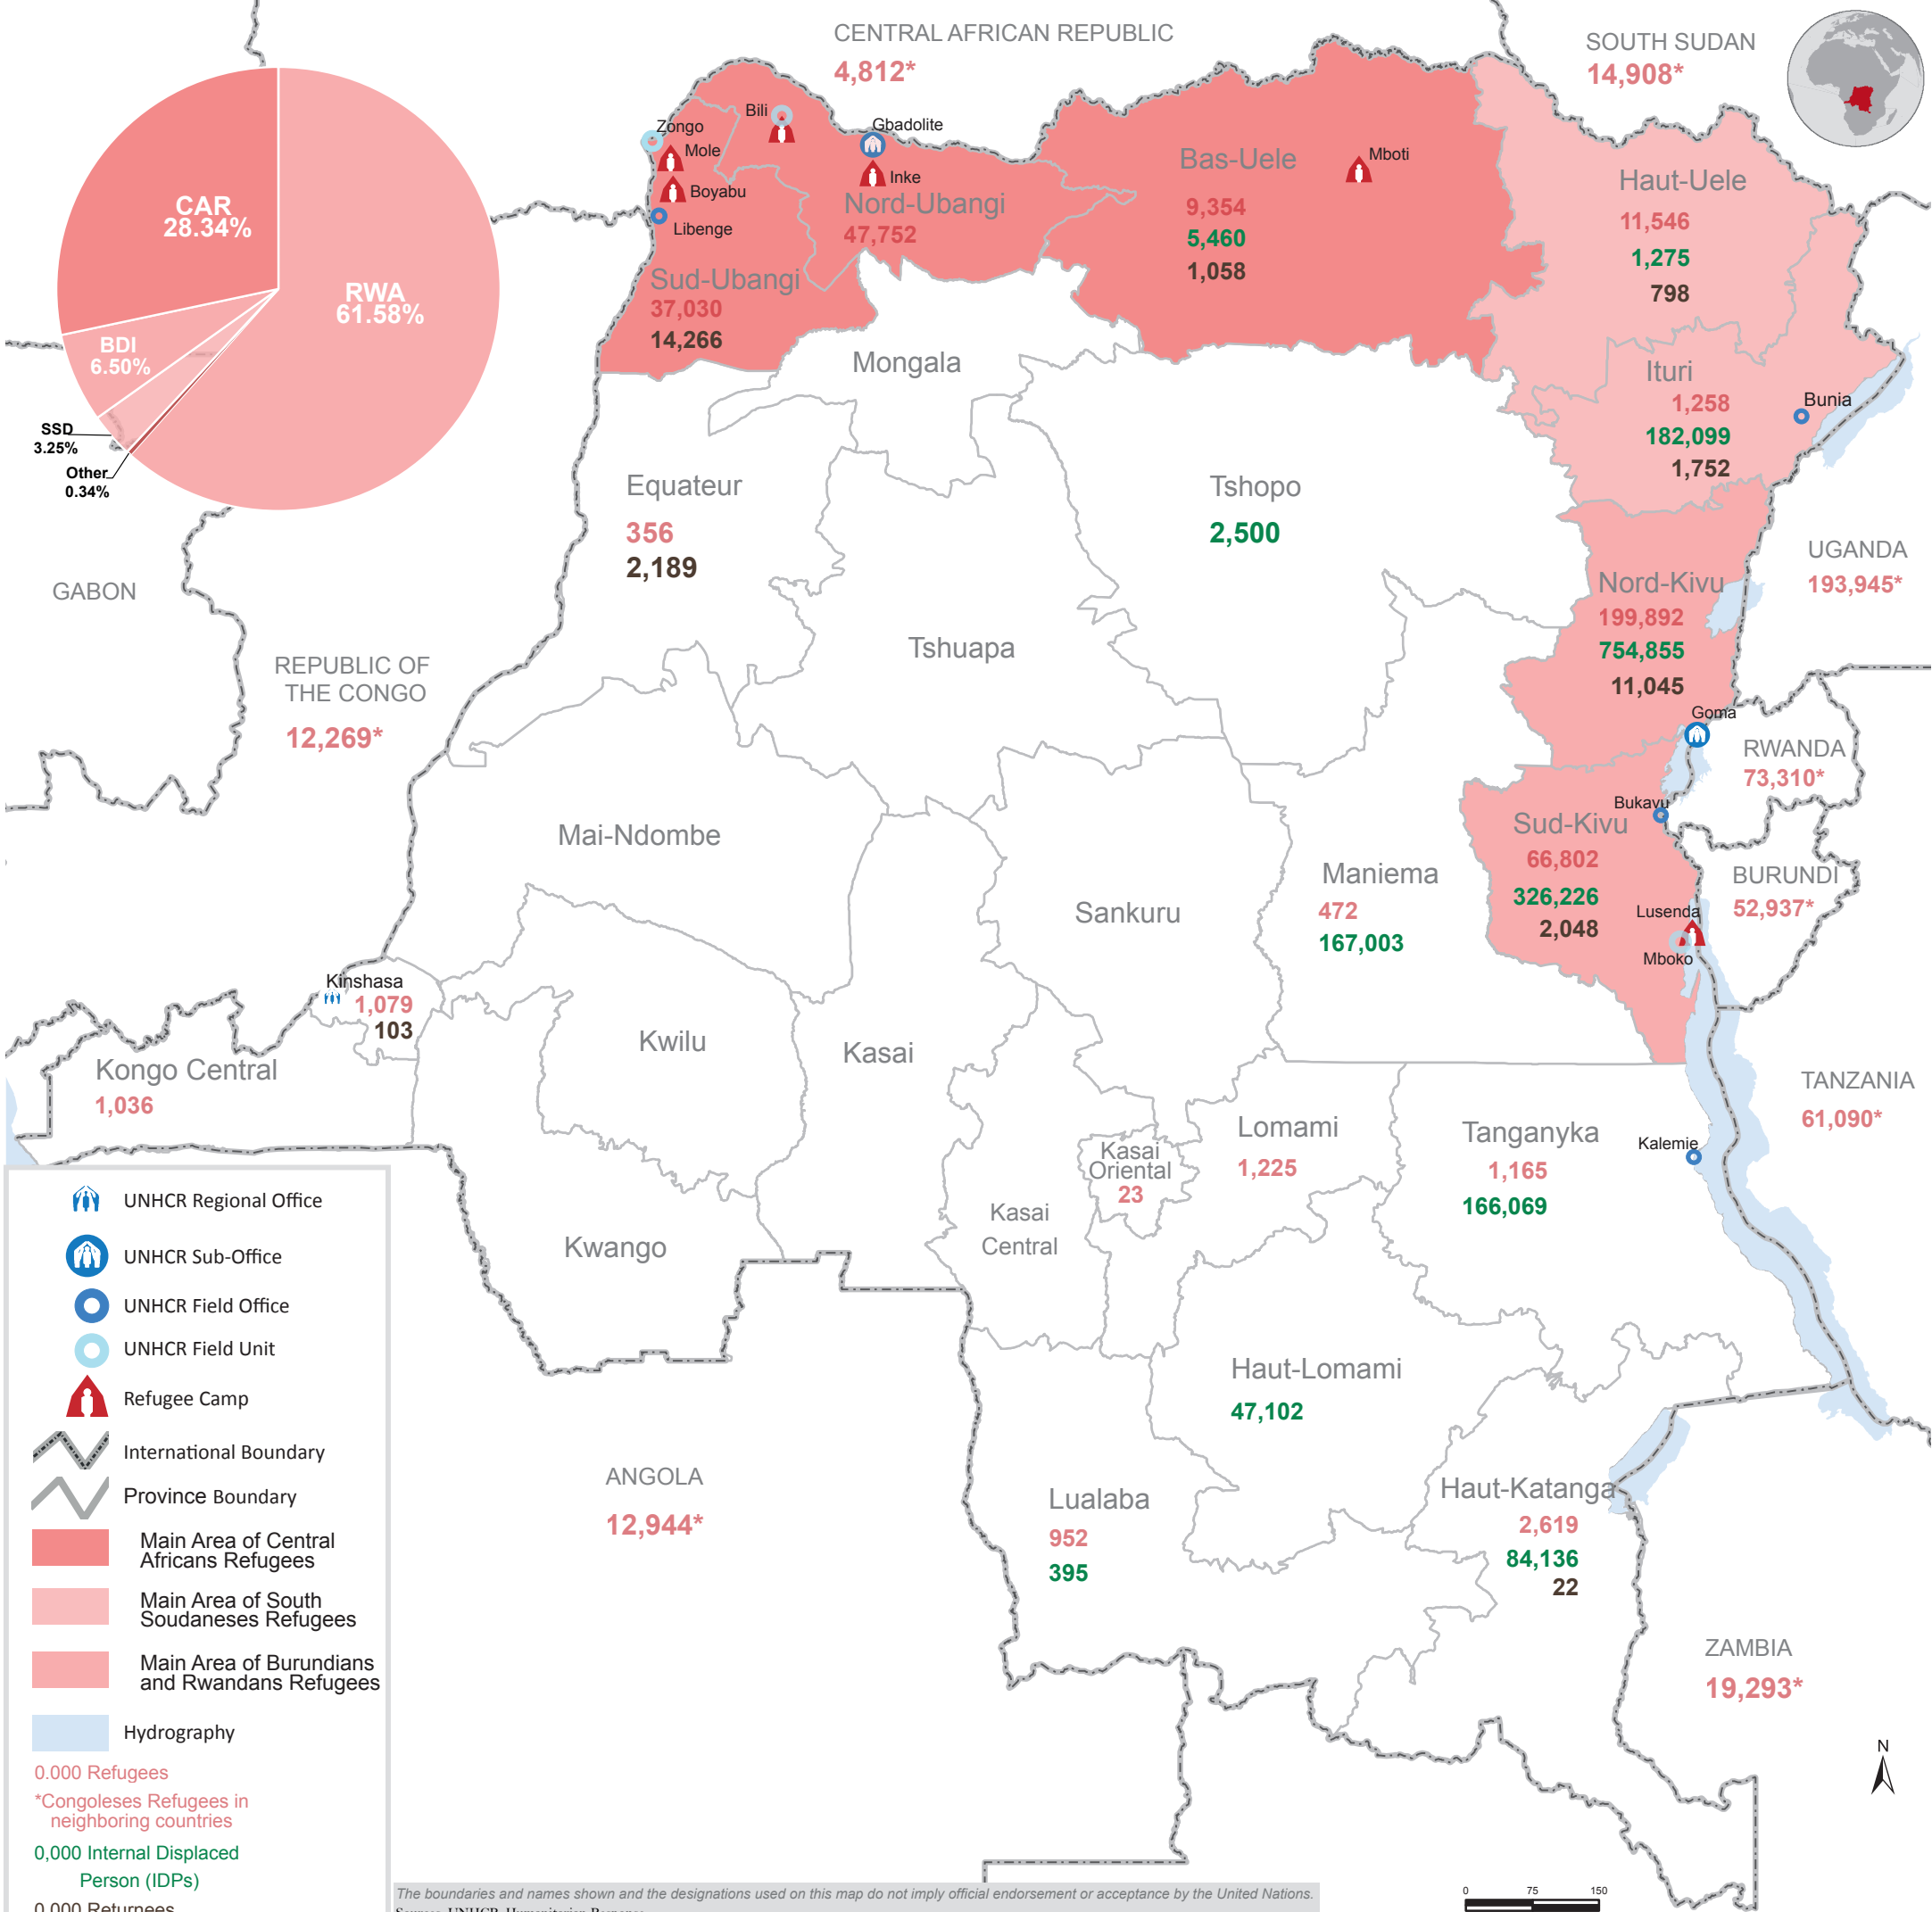 CENTRAL AFRICAN REPUBLIC
4,812*
SOUTH SUDAN
14,908*
CAR
28.34%
RWA
61.58%
BDI
6.50%
SSD
3.25%
Other
0.34%
Zongo
Bili
Gbadolite
Mole
Boyabu
Inke
Libenge
Nord-Ubangi
47,752
Sud-Ubangi
37,030
14,266
Bas-Uele
9,354
5,460
1,058
Mboti
Haut-Uele
11,546
1,275
798
Mongala
Ituri
1,258
182,099
1,752
Bunia
Equateur
356
2,189
Tshopo
2,500
GABON
UGANDA
193,945*
Nord-Kivu
199,892
754,855
11,045
Tshuapa
REPUBLIC OF
THE CONGO
12,269*
Goma
RWANDA
73,310*
Mai-Ndombe
Bukavu
Sud-Kivu
66,802
326,226
2,048
Lusenda
Mboko
BURUNDI
52,937*
Maniema
472
167,003
Sankuru
Kinshasa
1,079
103
Kwilu
Kasai
Kongo Central
1,036
TANZANIA
61,090*
Lomami
1,225
Kasai
Oriental
23
Tanganyka
1,165
166,069
Kalemie
Kasai
Central
Kwango
Haut-Lomami
47,102
ANGOLA
12,944*
Lualaba
952
395
Haut-Katanga
2,619
84,136
22
ZAMBIA
19,293*
N
UNHCR Regional Office
UNHCR Sub-Office
UNHCR Field Office
UNHCR Field Unit
Refugee Camp
International Boundary
Province Boundary
Main Area of Central
Africans Refugees
Main Area of South
Soudaneses Refugees
Main Area of Burundians
and Rwandans Refugees
Hydrography
0.000 Refugees
*Congoleses Refugees in
neighboring countries
0,000 Internal Displaced
Person (IDPs)
0,000 Returnees
The boundaries and names shown and the designations used on this map do not imply official endorsement or acceptance by the United Nations.
Sources: UNHCR, Humanitarian Response
0 75 150